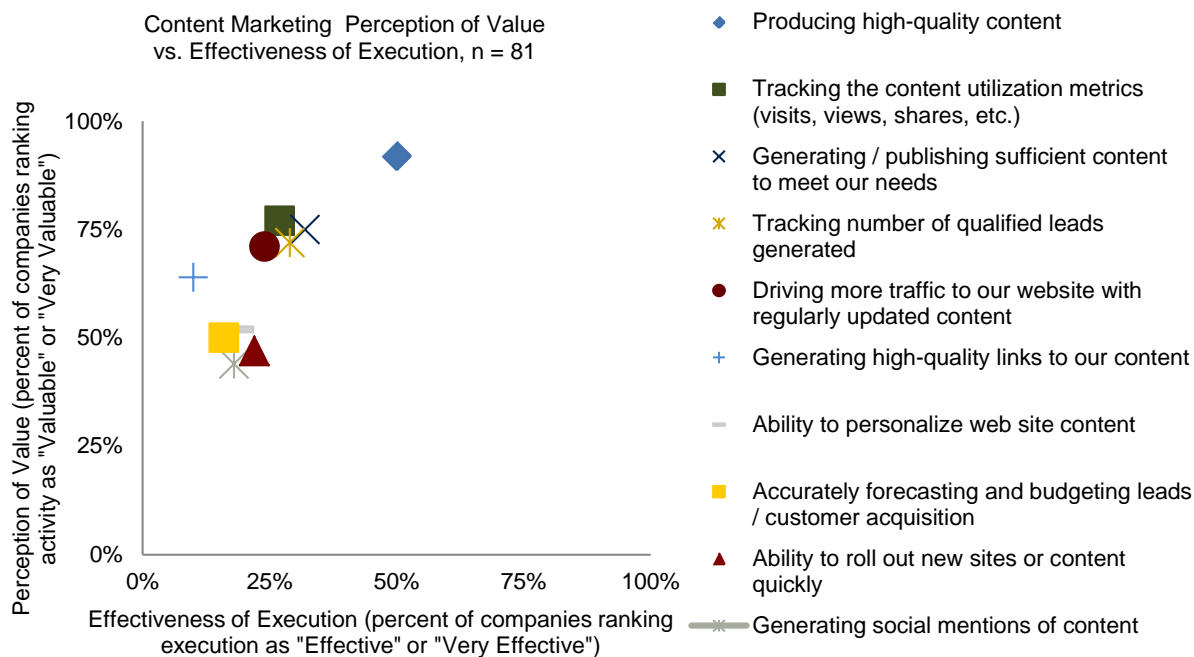 Content Marketing  Perception of Value
vs. Effectiveness of Execution, n = 81
Perception of Value (percent of companies ranking
activity as "Valuable" or "Very Valuable")
100%
75%
50%
25%
0%
0%
25%
50%
75%
100%
Effectiveness of Execution (percent of companies ranking
execution as "Effective" or "Very Effective")
Producing high-quality content
Tracking the content utilization metrics
(visits, views, shares, etc.)
Generating / publishing sufficient content
to meet our needs
Tracking number of qualified leads
generated
Driving more traffic to our website with
regularly updated content
Generating high-quality links to our content
Ability to personalize web site content
Accurately forecasting and budgeting leads
/ customer acquisition
Ability to roll out new sites or content
quickly
Generating social mentions of content